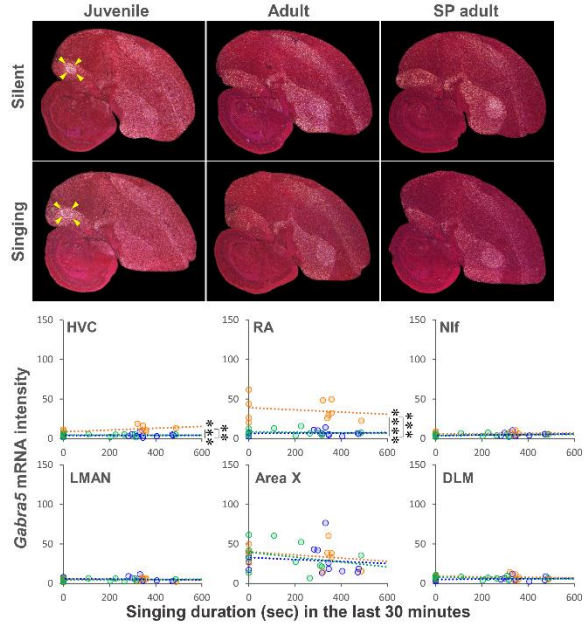 Juvenile Adult SP adult
Silent
Singing
Gabra5 mRNA intensity
HVC RA NIf
150 150 150
100 100 100
50 50 50
0 0 0
0 200 400 600 0 200 400 600 0 200 400 600
*** ** **** ***
LMAN Area X DLM
150 150 150
100 100 100
50 50 50
0 0 0
0 200 400 600 0 200 400 600 0 200 400 600
Singing duration (sec) in the last 30 minutes